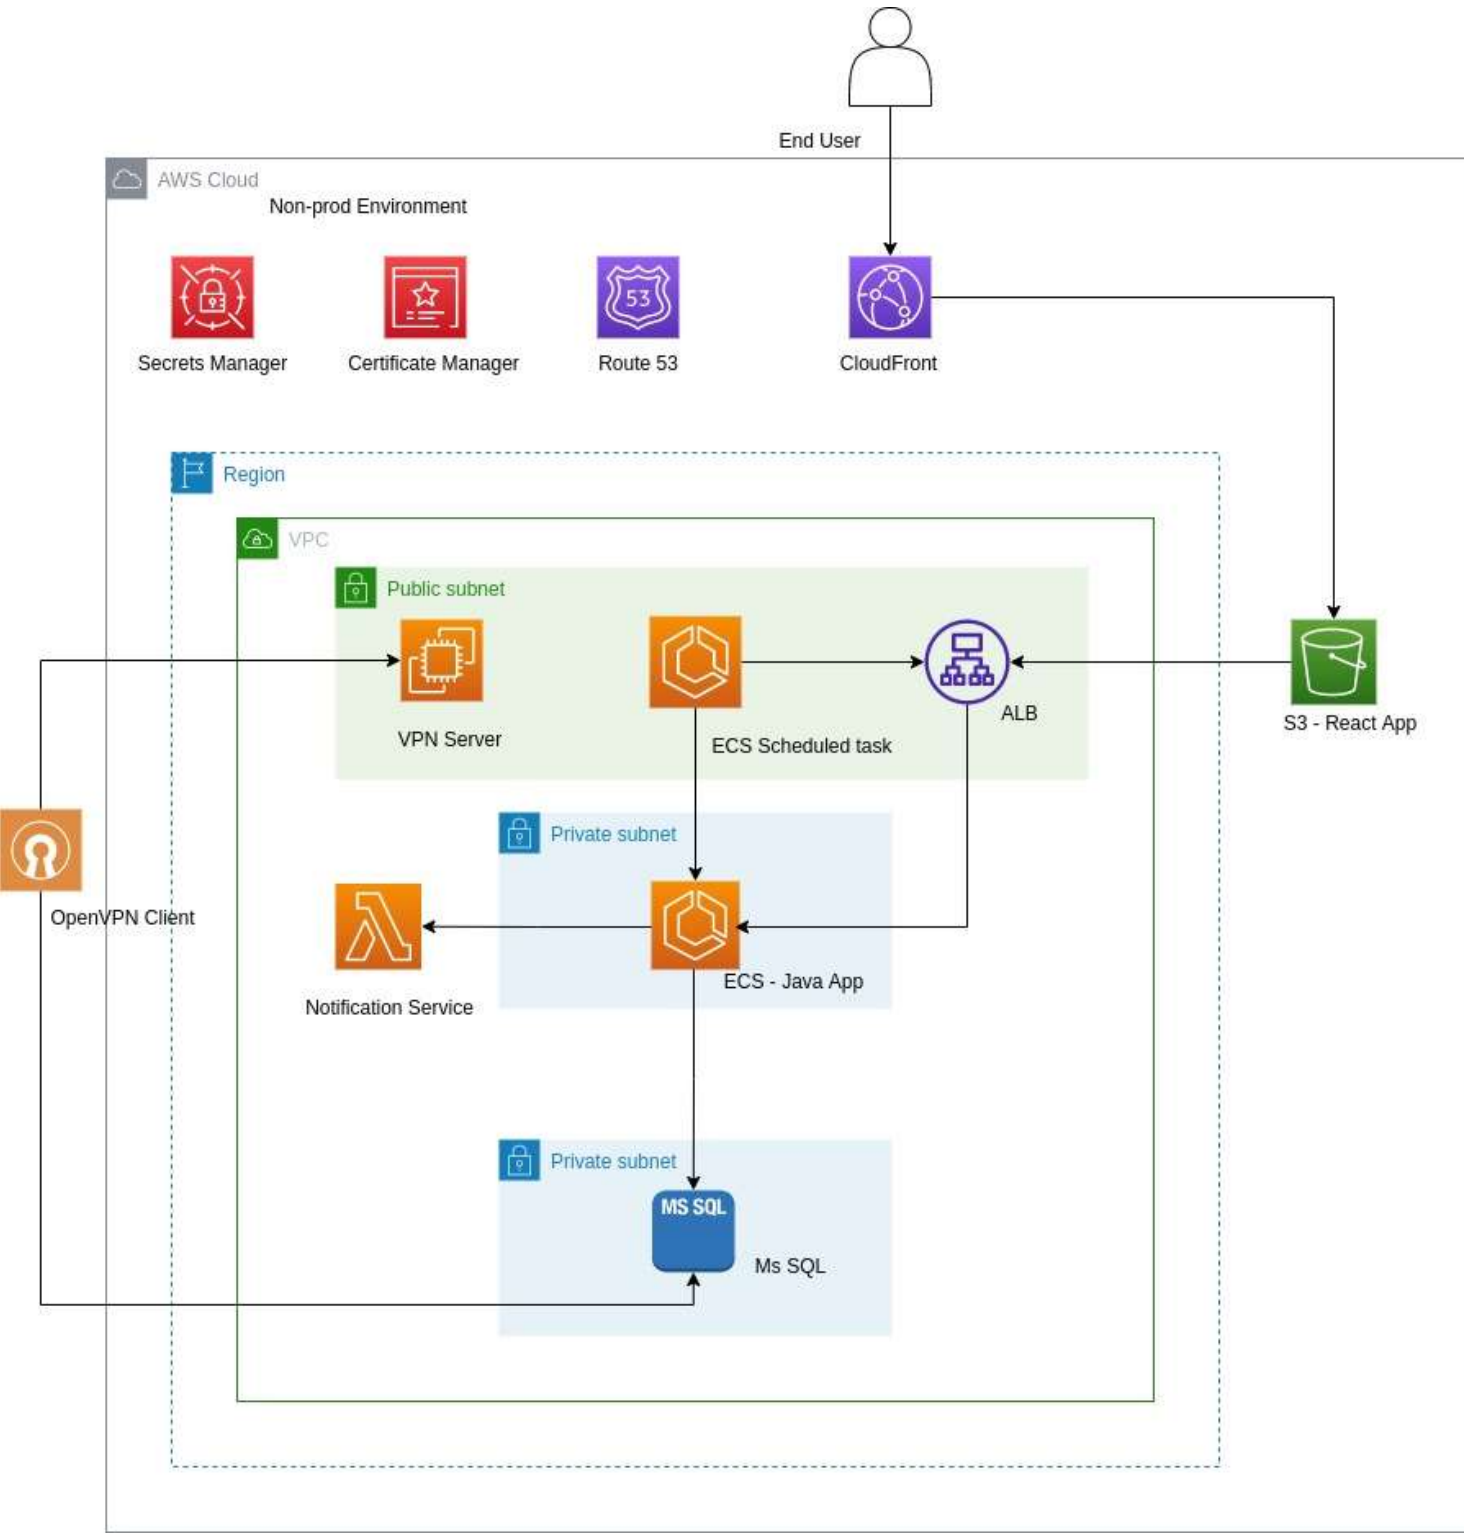 End User
AWS Cloud
Non-prod Environment
53
Secrets Manager
Certificate Manager
Route 53
CloudFront
Region
VPC
Public subnet
VPN Server
ECS Scheduled task
ALB
S3 - React App
Private subnet
OpenVPN Client
Notification Service
ECS - Java App
Private subnet
MS SQL
Ms SQL